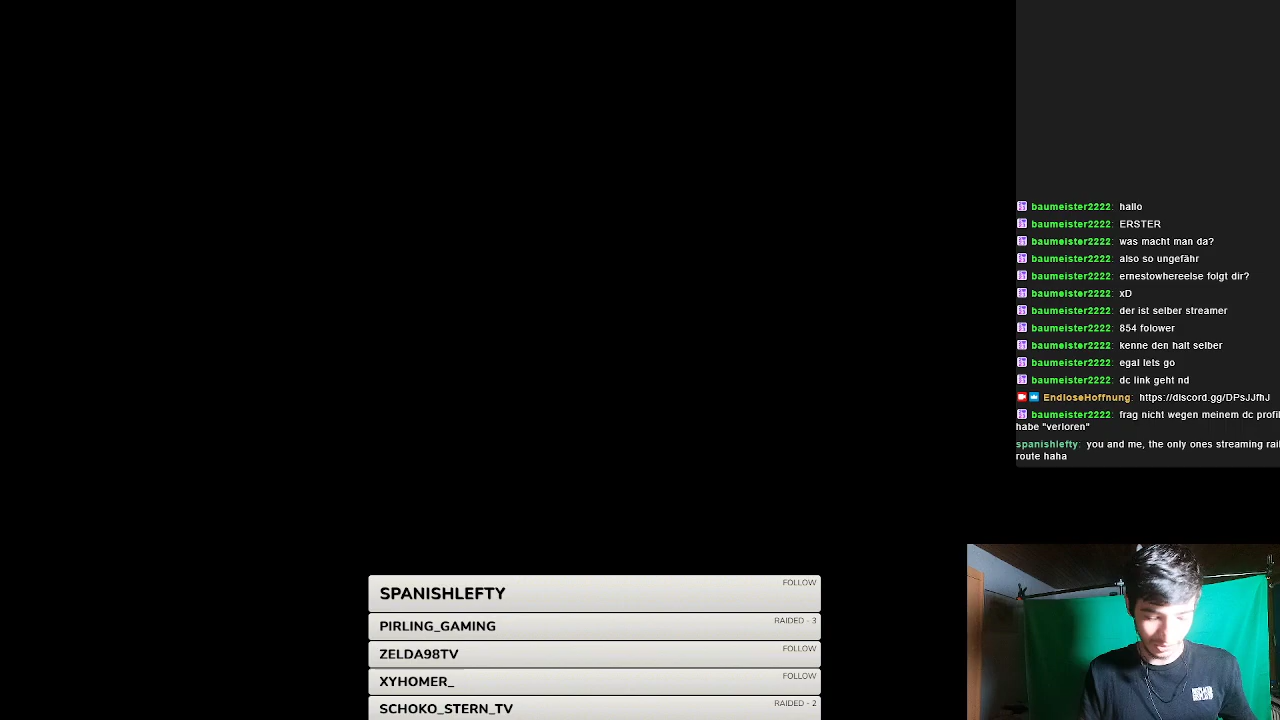 baumeister2222: hallo
baumeister2222: ERSTER
baumeister2222: was macht man da?
baumeister2222: also so ungefähr
baumeister2222: ernestowhereelse folgt dir?
baumeister2222: xD
baumeister2222: der ist selber streamer
baumeister2222: 854 folower
baumeister2222: kenne den halt selber
baumeister2222: egal lets go
baumeister2222: dc link geht nd
EndloseHoffnung: https://discord.gg/DPsJJfhJ
baumeister2222: frag nicht wegen meinem dc profil
habe "verloren"
spanishlefty: you and me, the only ones streaming rail
route haha
SPANISHLEFTY FOLLOW
PIRLING_GAMING RAIDED - 3
ZELDA98TV FOLLOW
XYHOMER_ FOLLOW
SCHOKO_STERN_TV RAIDED - 2